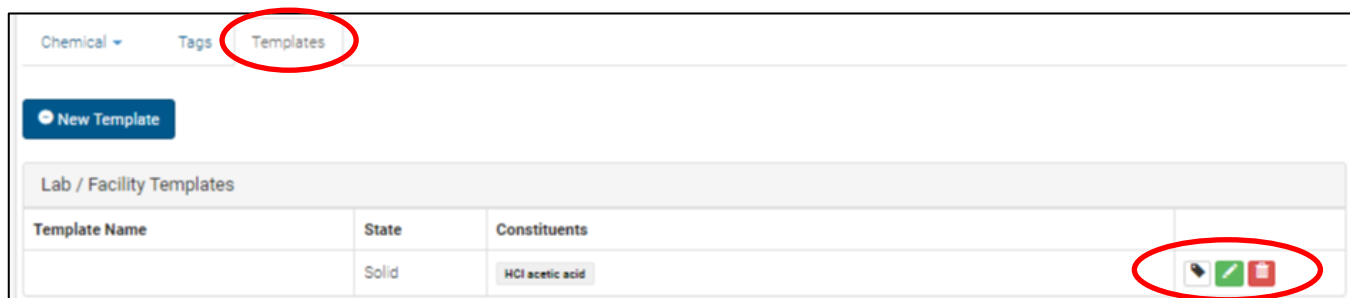 Chemical Tags Templates
New Template
Lab / Facility Templates
Template Name State Constituents
Solid HCl acetic acid